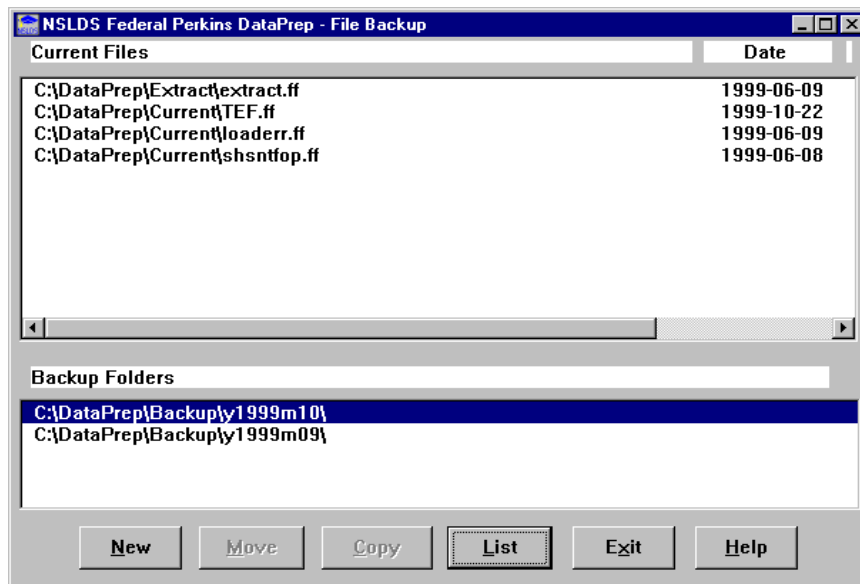 NSLDS Federal Perkins DataPrep - File Backup
Current Files Date
C:\DataPrep\Extract\extract.ff 1999-06-09
C:\DataPrep\Current\TEF.ff 1999-10-22
C:\DataPrep\Current\loaderr.ff 1999-06-09
C:\DataPrep\Current\shsntfop.ff 1999-06-08
Backup Folders
C:\DataPrep\Backup\y1999m10\
C:\DataPrep\Backup\y1999m09\
New Move Copy List Exit Help